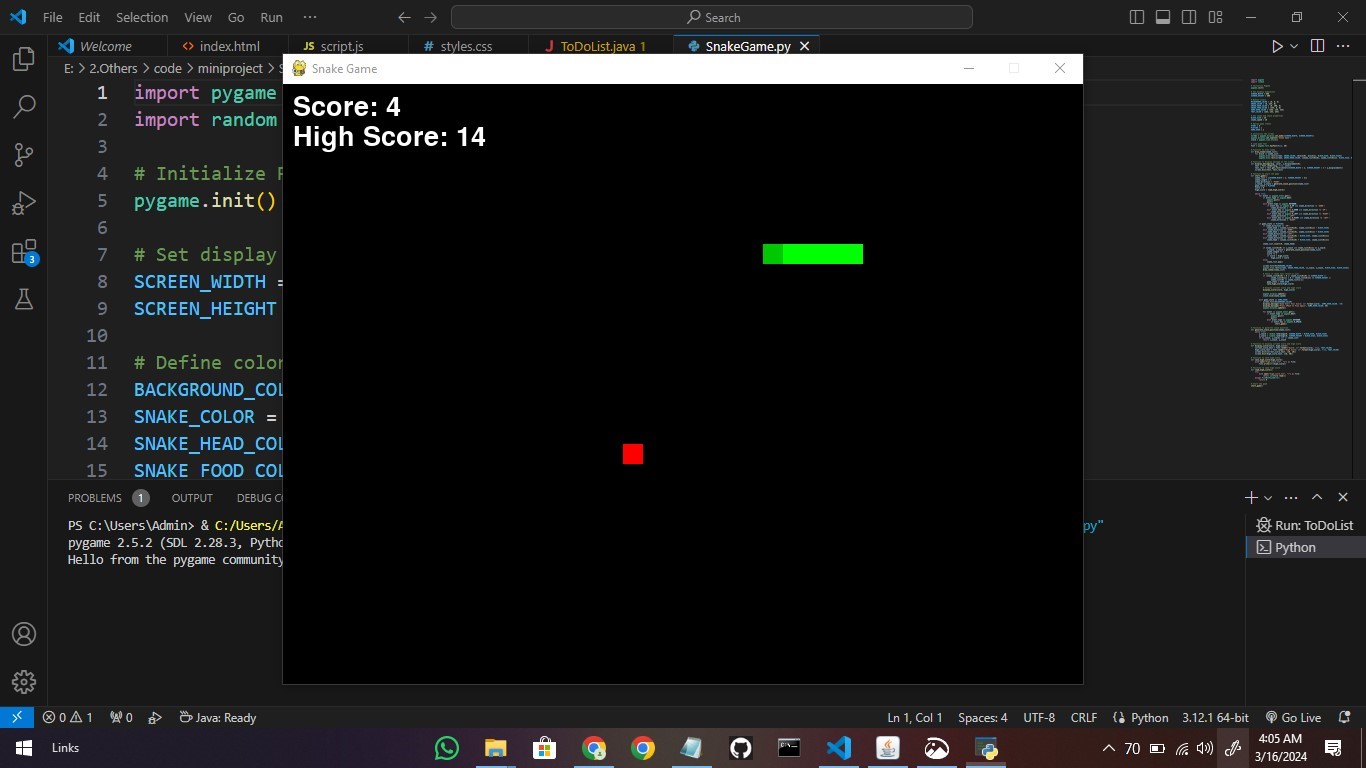 File Edit Selection View Go Run ··· Search
Welcome index.html JS script.js # styles.css J ToDoList.java 1 SnakeGame.py
E: > 2.Others > code > miniproject >
Snake Game
Score: 4
High Score: 14
1 import pygame
2 import random
3
4 # Initialize
5 pygame.init()
6
7 # Set display
8 SCREEN_WIDTH =
9 SCREEN_HEIGHT
10
11 # Define color
12 BACKGROUND_COL
13 SNAKE_COLOR =
14 SNAKE_HEAD_COL
15 SNAKE_FOOD_COL
3
PROBLEMS 1 OUTPUT DEBUG CO
PS C:\Users\Admin> & C:/Users/A
py"
pygame 2.5.2 (SDL 2.28.3, Pytho
Hello from the pygame community
Run: ToDoList
Python
0 1 0 Java: Ready Ln 1, Col 1 Spaces: 4 UTF-8 CRLF Python 3.12.1 64-bit Go Live
Links 70 4:05 AM
3/16/2024